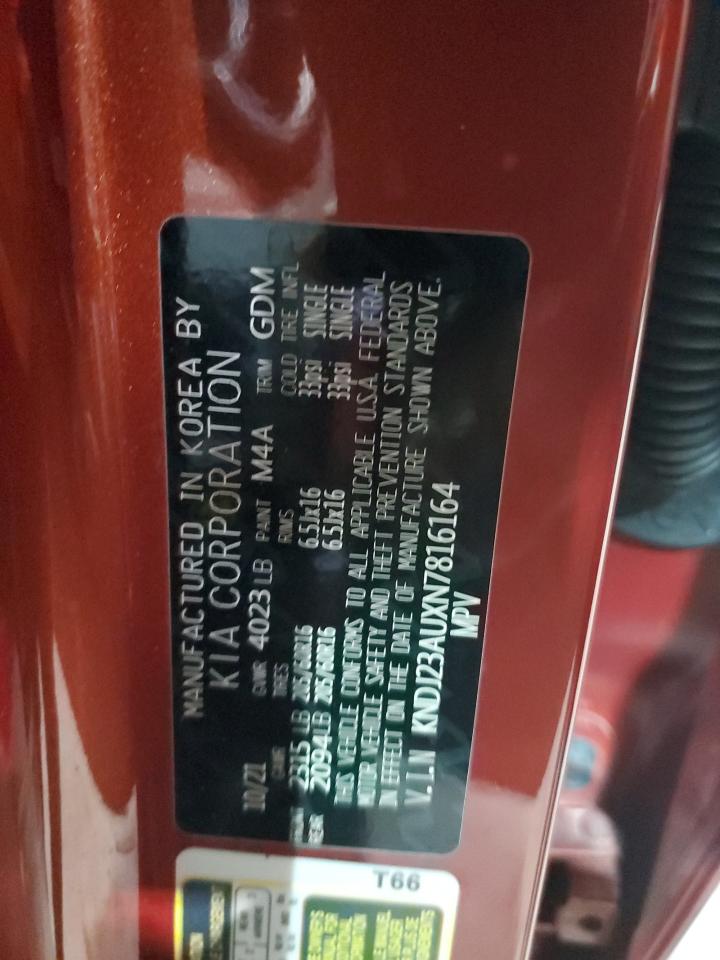 MANUFACTURED IN KOREA BY
KIA CORPORATION
10/21 GVWR 4023 LB PAINT M4A TRIM GDM
GAWR TIRES RIMS COLD TIRE INFL
2315 LB 205/60R16 6.5Jx16 33psi SINGLE
REAR 2094 LB 205/60R16 6.5Jx16 33psi SINGLE
THIS VEHICLE CONFORMS TO ALL APPLICABLE U.S.A. FEDERAL
MOTOR VEHICLE SAFETY AND THEFT PREVENTION STANDARDS
IN EFFECT ON THE DATE OF MANUFACTURE SHOWN ABOVE.
V.I.N KNDJ23AUXN7816164
MPV
T66